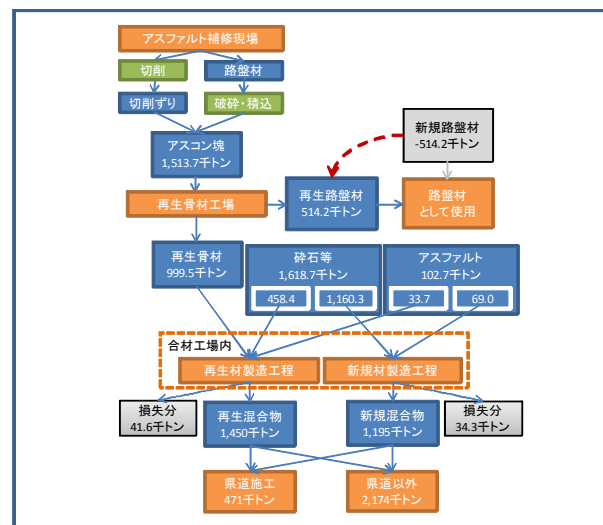 アスファルト補修現場
切削
路盤材
切削ずり
破砕・積込
アスコン塊
1,513.7千トン
新規路盤材
-514.2千トン
再生骨材工場
再生路盤材
514.2千トン
路盤材
として使用
再生骨材
999.5千トン
砕石等
1,618.7千トン
458.4
1,160.3
アスファルト
102.7千トン
33.7
69.0
合材工場内
再生材製造工程
新規材製造工程
損失分
41.6千トン
再生混合物
1,450千トン
新規混合物
1,195千トン
損失分
34.3千トン
県道施工
471千トン
県道以外
2,174千トン